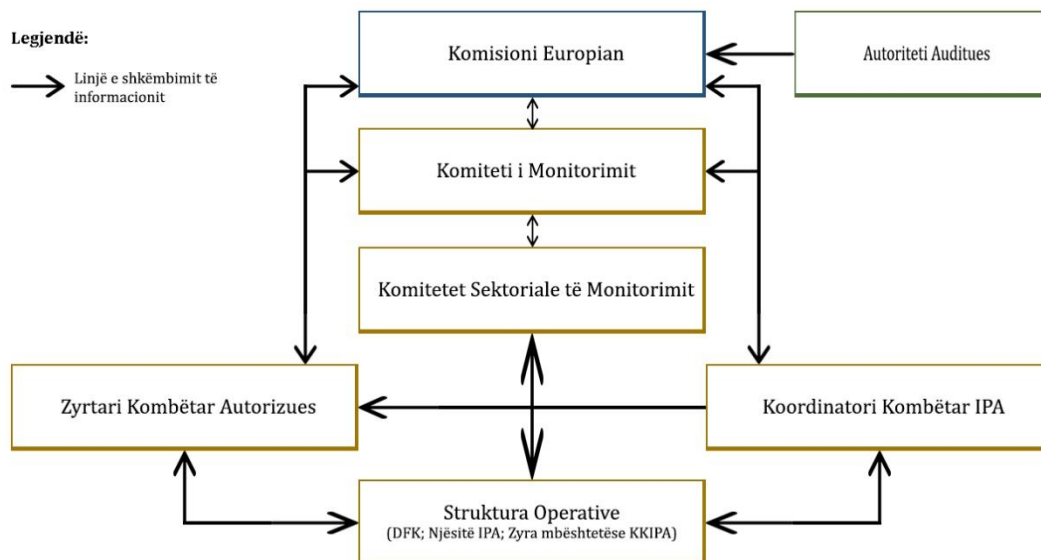 Legjendë:
Linjë e shkëmbimit të
informacionit
Komisioni Europian
Autoriteti Auditues
Komiteti i Monitorimit
Komitetet Sektoriale të Monitorimit
Zyrtari Kombëtar Autorizues
Koordinatori Kombëtar IPA
Struktura Operative
(DFK; Njësitë IPA; Zyra mbështetëse KKIPA)